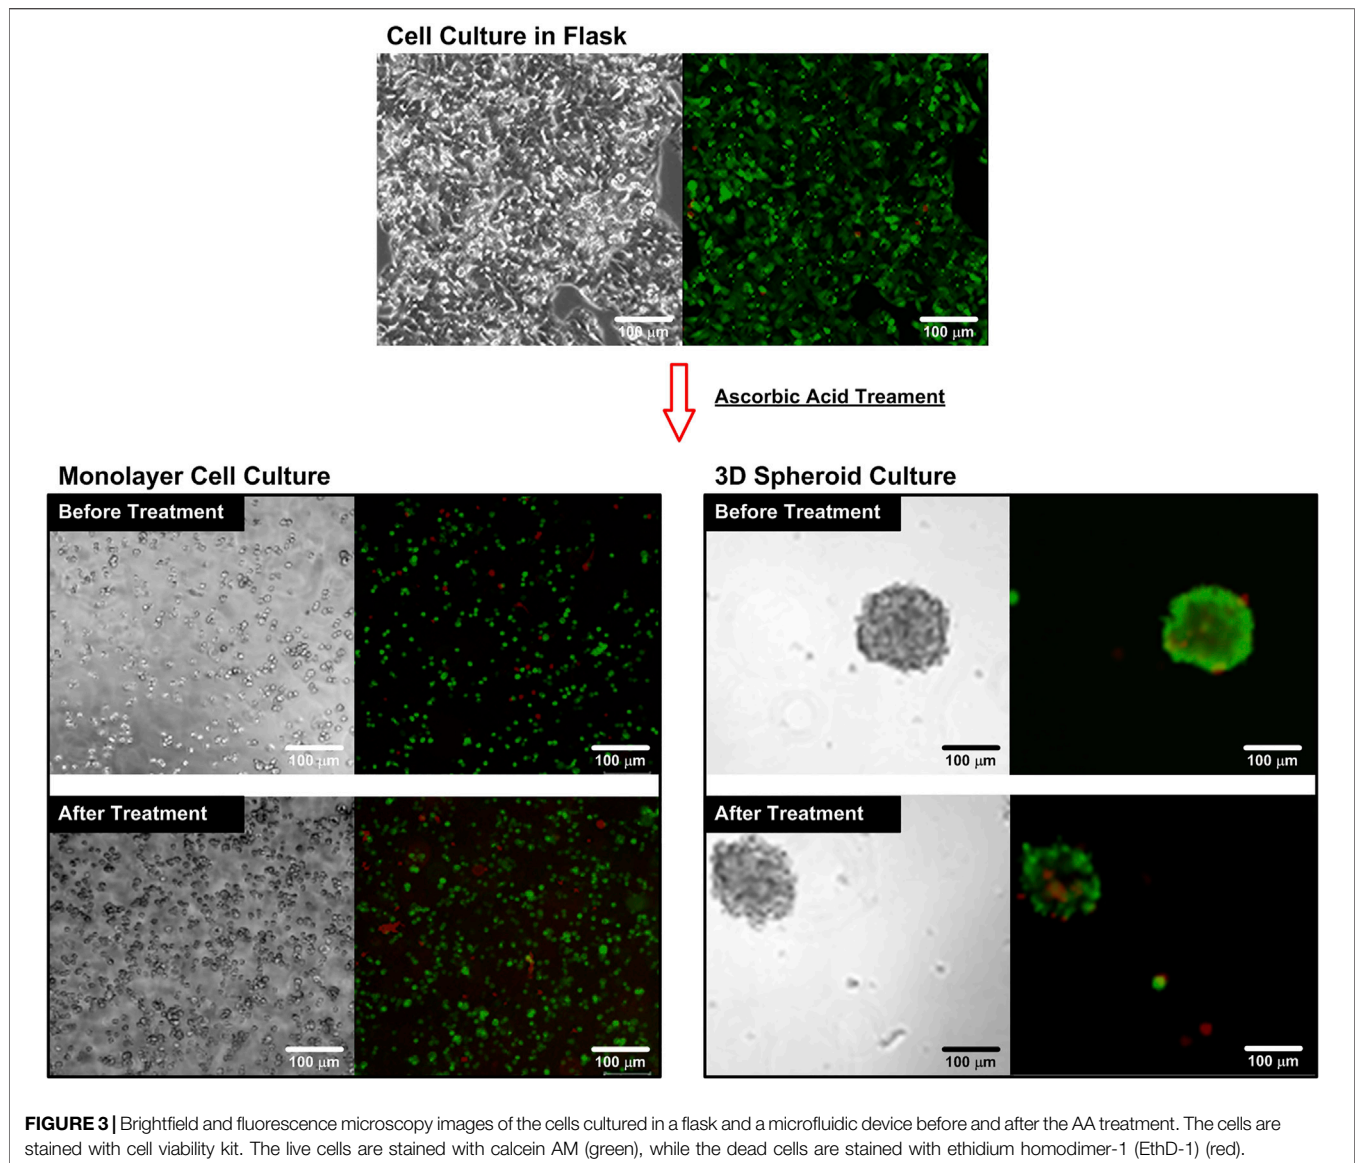 Cell Culture in Flask
100 µm
100 µm
Ascorbic Acid Treament
Monolayer Cell Culture
Before Treatment
100 µm
100 µm
After Treatment
100 µm
100 µm
3D Spheroid Culture
Before Treatment
100 µm
100 µm
After Treatment
100 µm
100 µm
FIGURE 3 | Brightfield and fluorescence microscopy images of the cells cultured in a flask and a microfluidic device before and after the AA treatment. The cells are
stained with cell viability kit. The live cells are stained with calcein AM (green), while the dead cells are stained with ethidium homodimer-1 (EthD-1) (red).